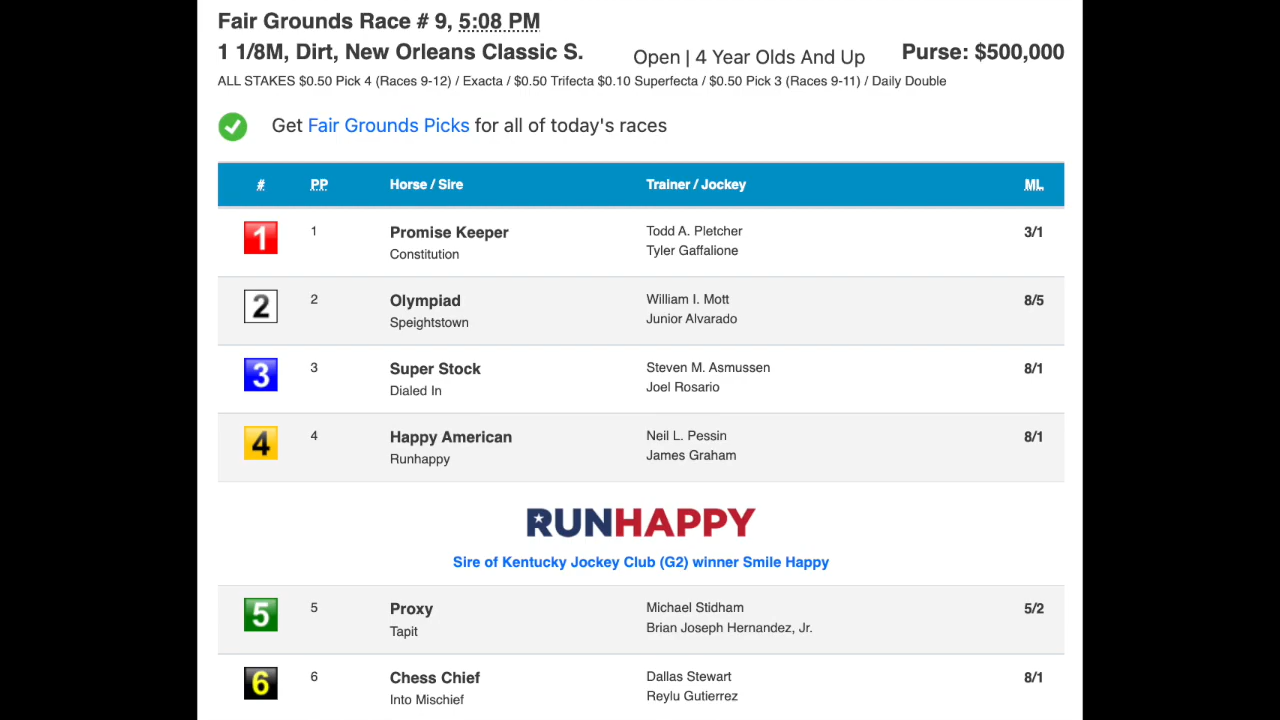 Fair Grounds Race # 9, 5:08 PM
1 1/8M, Dirt, New Orleans Classic S. Open | 4 Year Olds And Up Purse: $500,000
ALL STAKES $0.50 Pick 4 (Races 9-12) / Exacta / $0.50 Trifecta $0.10 Superfecta / $0.50 Pick 3 (Races 9-11) / Daily Double
Get Fair Grounds Picks for all of today's races
# PP Horse / Sire Trainer / Jockey ML
1 1 Promise Keeper Todd A. Pletcher 3/1
Constitution Tyler Gaffalione
2 2 Olympiad William I. Mott 8/5
Speightstown Junior Alvarado
3 3 Super Stock Steven M. Asmussen 8/1
Dialed In Joel Rosario
4 4 Happy American Neil L. Pessin 8/1
Runhappy James Graham
RUNHAPPY
Sire of Kentucky Jockey Club (G2) winner Smile Happy
5 5 Proxy Michael Stidham 5/2
Tapit Brian Joseph Hernandez, Jr.
6 6 Chess Chief Dallas Stewart 8/1
Into Mischief Reylu Gutierrez